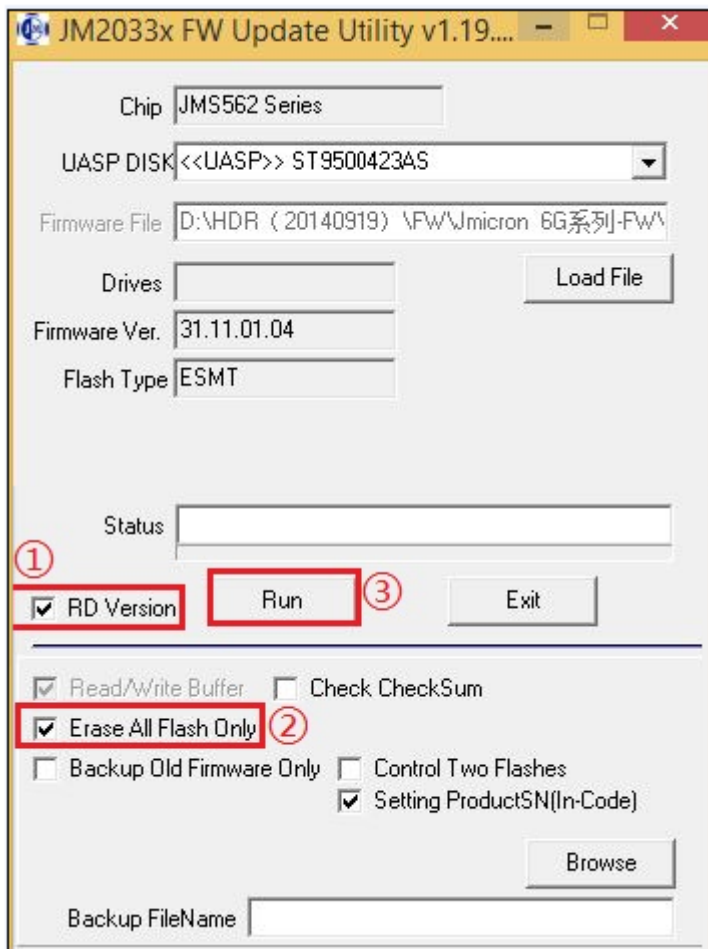 JM2033x FW Update Utility v1.19....
Chip JMS562 Series
UASP DISK <<UASP>> ST9500423AS
Firmware File D:\HDR（20140919）\FW\Jmicron 6G系列-FW\
Load File
Drives
Firmware Ver. 31.11.01.04
Flash Type ESMT
Status
①
RD Version Run ③ Exit
Read/Write Buffer Check CheckSum
Erase All Flash Only ②
Backup Old Firmware Only Control Two Flashes
Setting ProductSN(In-Code)
Browse
Backup FileName